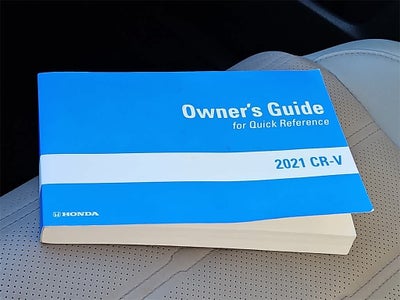 Owner's Guide
for Quick Reference
2021 CR-V
HONDA